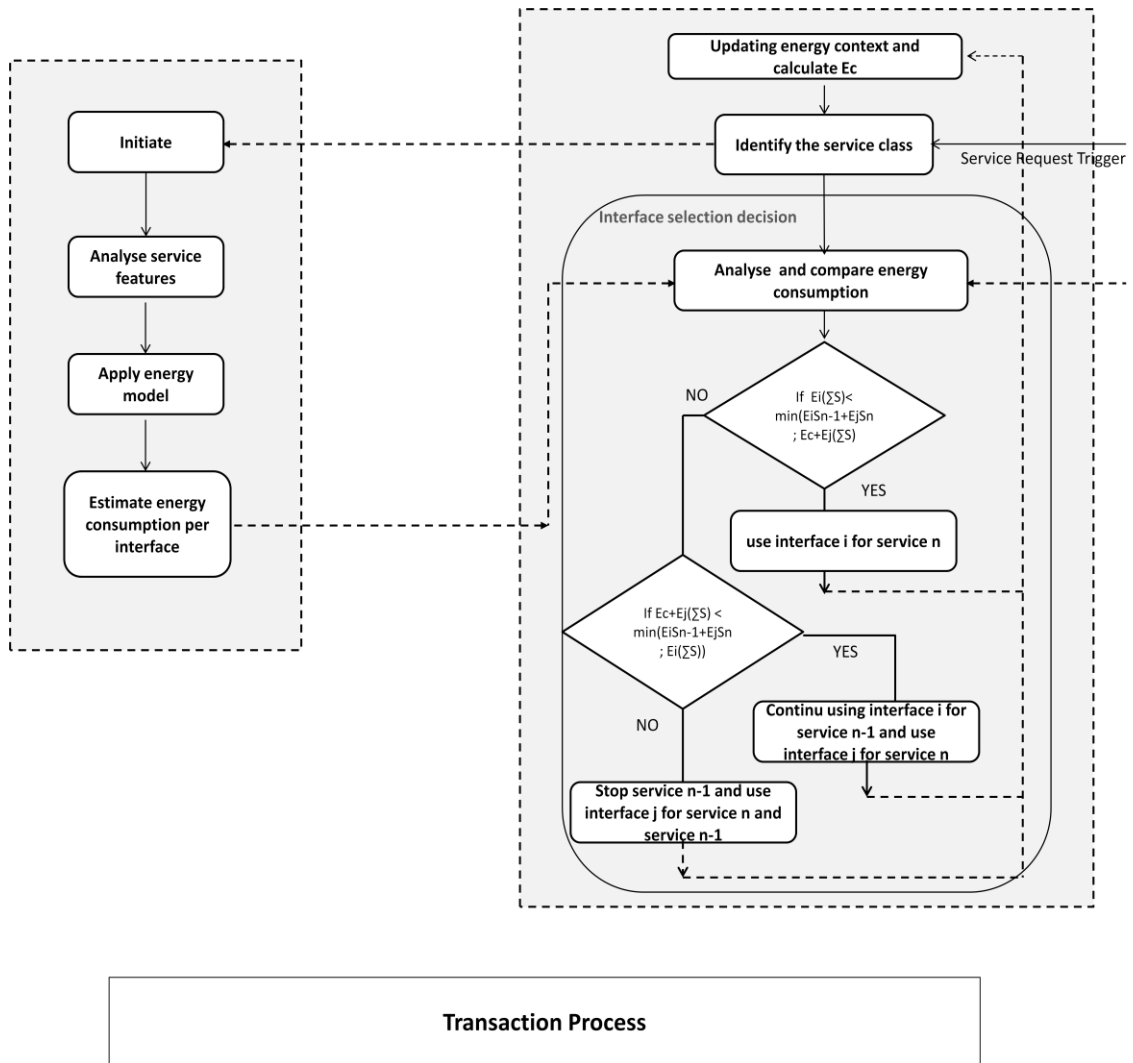 Updating energy context and
calculate Ec
Initiate
Identify the service class
Service Request Trigger
Interface selection decision
Analyse service
features
Analyse  and compare energy
consumption
Apply energy
model
NO
If  Ei(∑S)<
min(EiSn-1+EjSn
; Ec+Ej(∑S)
YES
Estimate energy
consumption per
interface
use interface i for service n
If Ec+Ej(∑S) <
min(EiSn-1+EjSn
; Ei(∑S))
YES
NO
Continu using interface i for
service n-1 and use
interface j for service n
Stop service n-1 and use
interface j for service n and
service n-1
Transaction Process